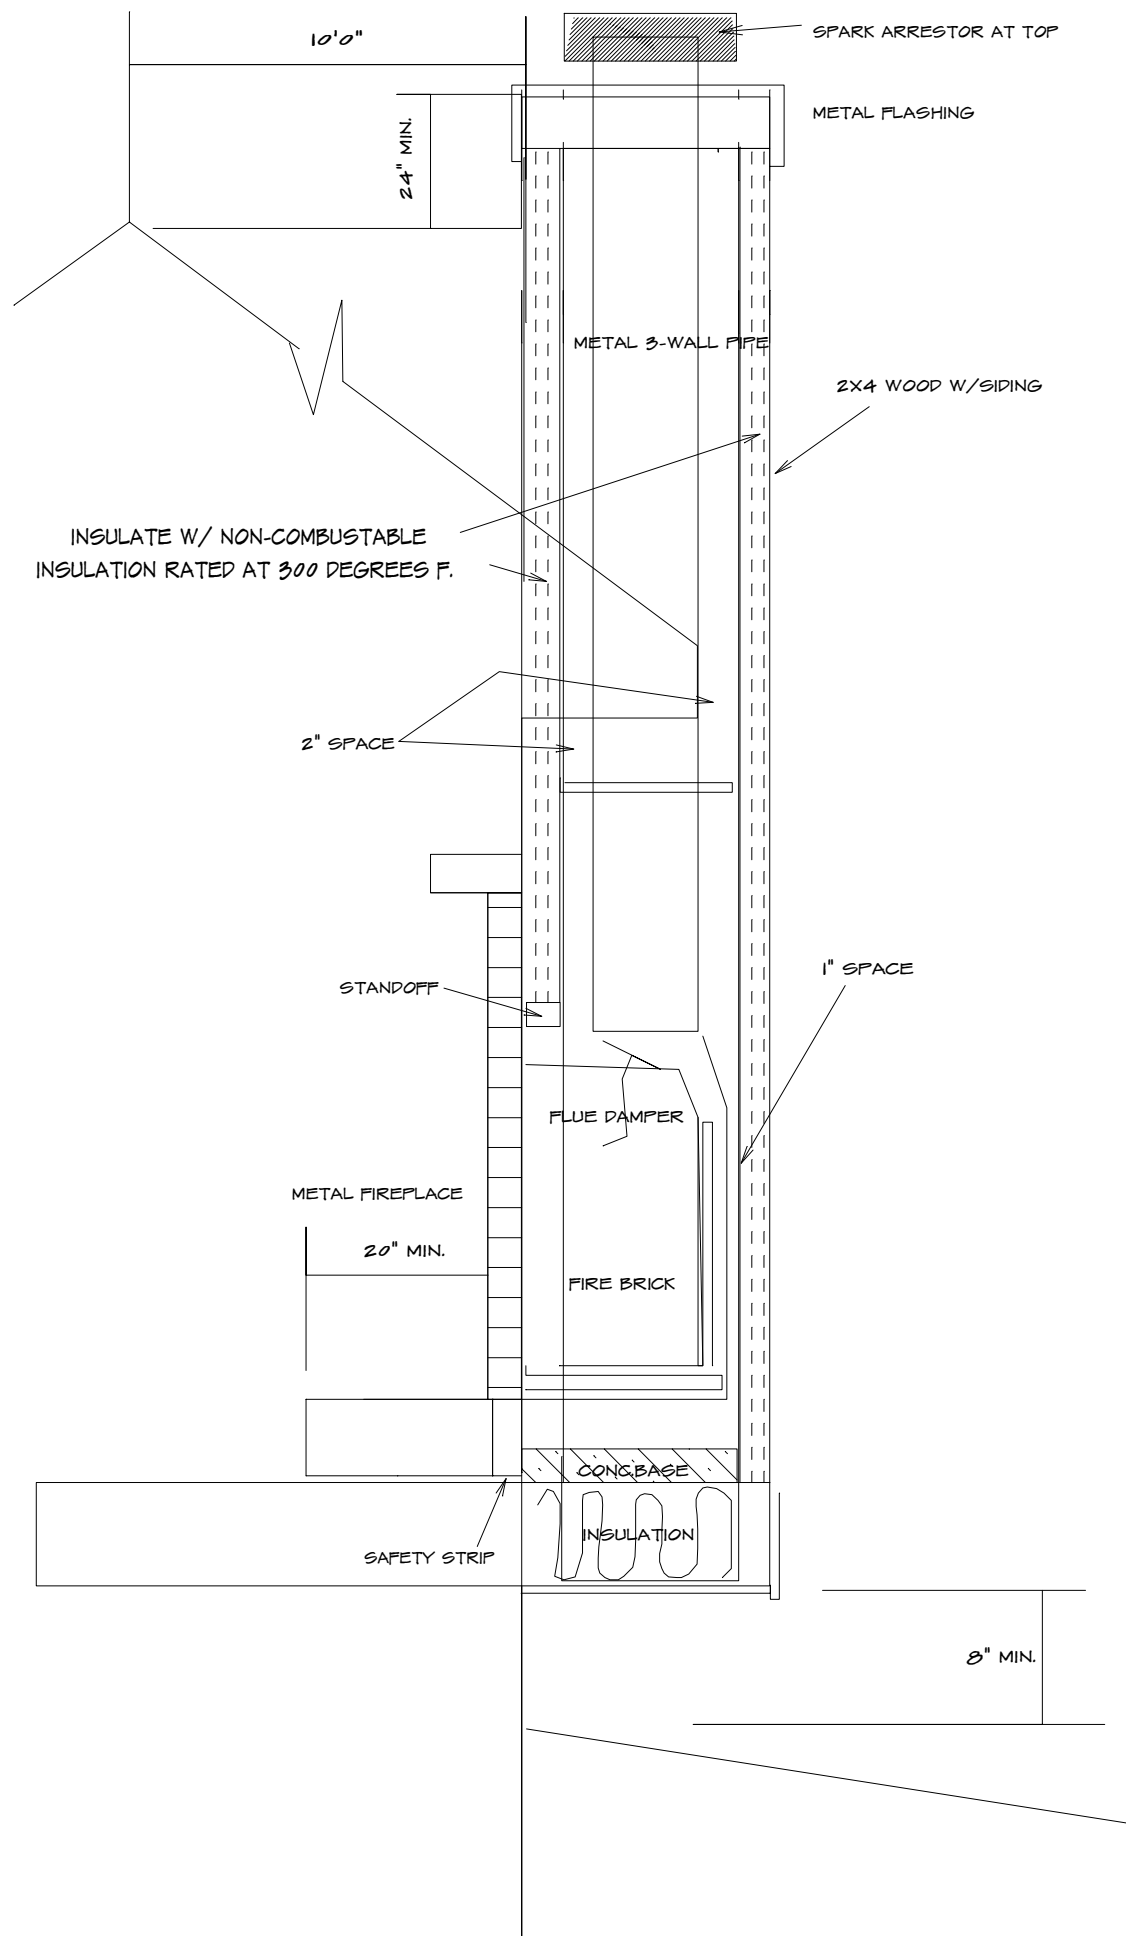 10'0"
SPARK ARRESTOR AT TOP
METAL FLASHING
24" MIN.
METAL 3-WALL PIPE
2X4 WOOD W/SIDING
INSULATE W/ NON-COMBUSTABLE
INSULATION RATED AT 300 DEGREES F.
2" SPACE
1" SPACE
STANDOFF
FLUE DAMPER
METAL FIREPLACE
20" MIN.
FIRE BRICK
CONC.BASE
INSULATION
SAFETY STRIP
8" MIN.